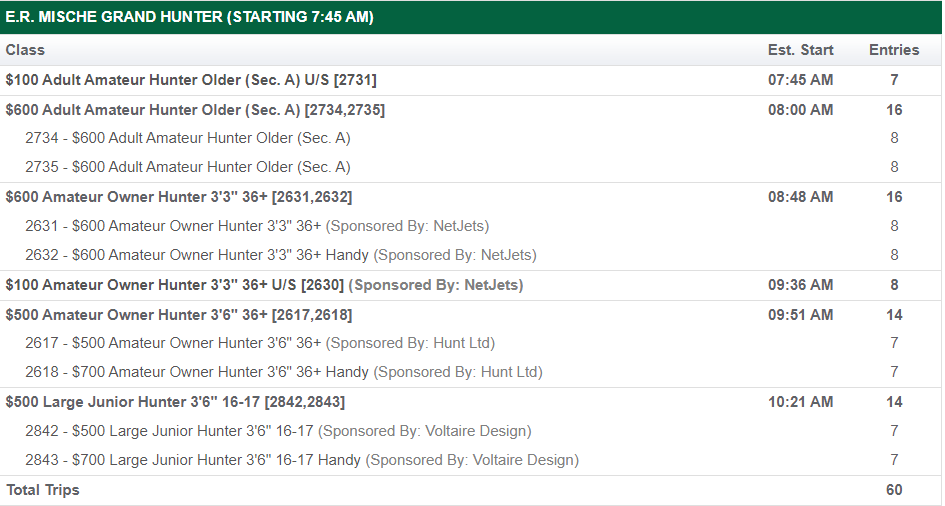 E.R. MISCHE GRAND HUNTER (STARTING 7:45 AM)
Class Est. Start Entries
$100 Adult Amateur Hunter Older (Sec. A) U/S [2731] 07:45 AM 7
$600 Adult Amateur Hunter Older (Sec. A) [2734,2735] 08:00 AM 16
2734 - $600 Adult Amateur Hunter Older (Sec. A) 8
2735 - $600 Adult Amateur Hunter Older (Sec. A) 8
$600 Amateur Owner Hunter 3'3" 36+ [2631,2632] 08:48 AM 16
2631 - $600 Amateur Owner Hunter 3'3" 36+ (Sponsored By: NetJets) 8
2632 - $600 Amateur Owner Hunter 3'3" 36+ Handy (Sponsored By: NetJets) 8
$100 Amateur Owner Hunter 3'3" 36+ U/S [2630] (Sponsored By: NetJets) 09:36 AM 8
$500 Amateur Owner Hunter 3'6" 36+ [2617,2618] 09:51 AM 14
2617 - $500 Amateur Owner Hunter 3'6" 36+ (Sponsored By: Hunt Ltd) 7
2618 - $700 Amateur Owner Hunter 3'6" 36+ Handy (Sponsored By: Hunt Ltd) 7
$500 Large Junior Hunter 3'6" 16-17 [2842,2843] 10:21 AM 14
2842 - $500 Large Junior Hunter 3'6" 16-17 (Sponsored By: Voltaire Design) 7
2843 - $700 Large Junior Hunter 3'6" 16-17 Handy (Sponsored By: Voltaire Design) 7
Total Trips 60